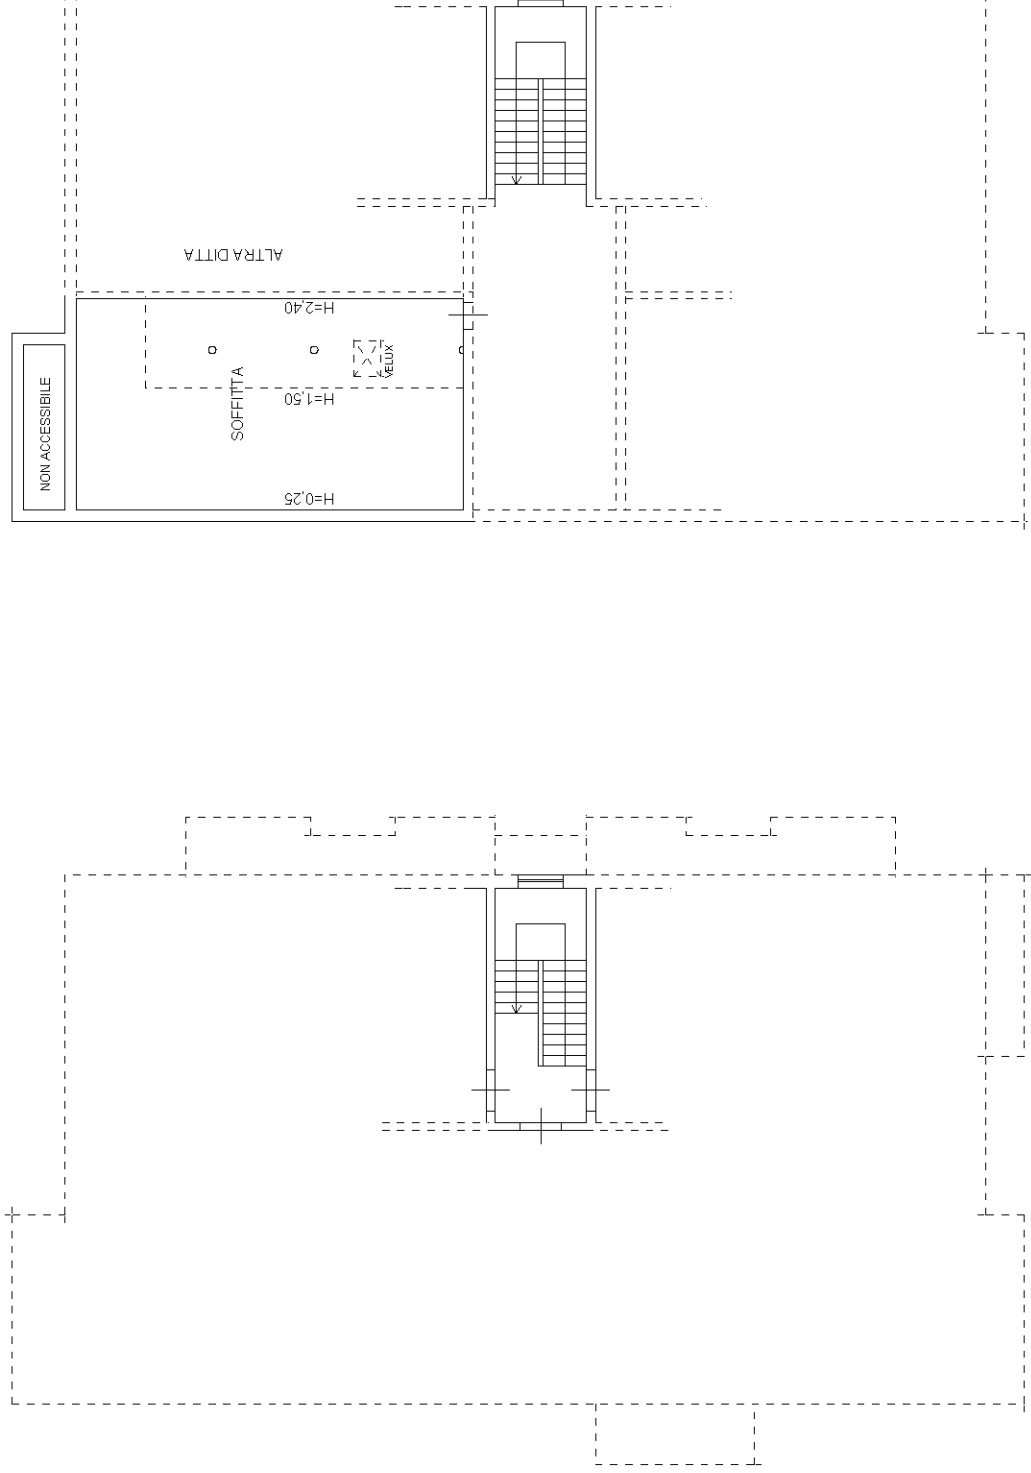 ALTRA DITTA
H=2,40
VELUX
SOFFITTA
H=1,50
NON ACCESSIBILE
H=0,25